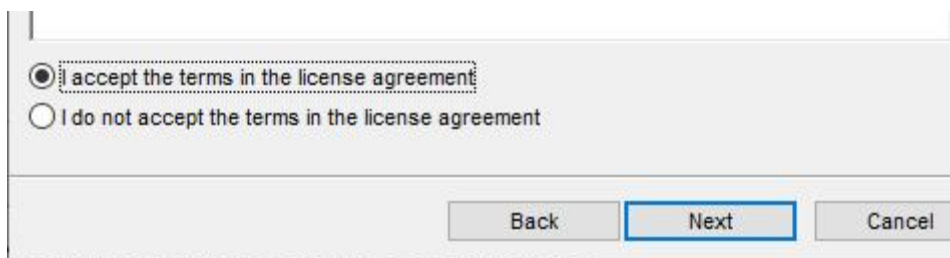 I accept the terms in the license agreement
I do not accept the terms in the license agreement
Back Next Cancel